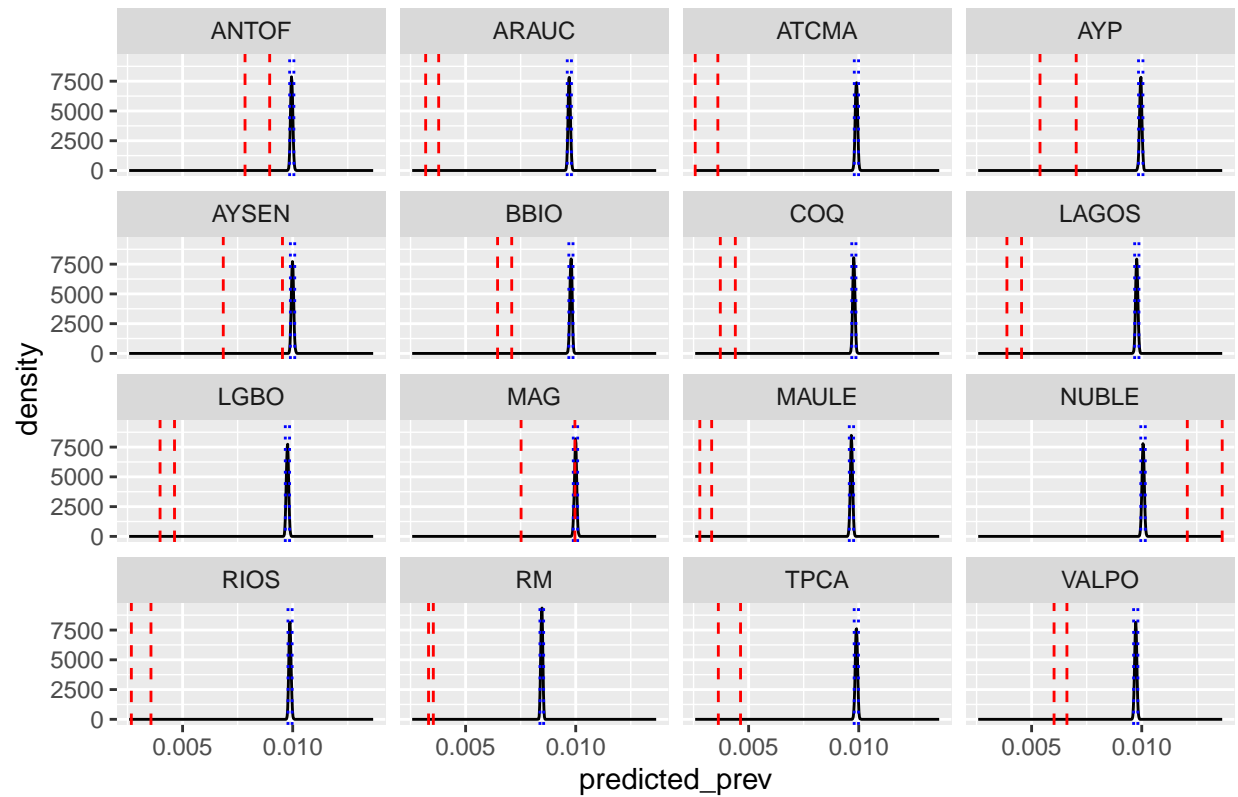 ANTOF ARAUC ATCMA AYP
7500
5000
2500
0
AYSEN BBIO COQ LAGOS
7500
5000
2500
0
density
LGBO MAG MAULE NUBLE
7500
5000
2500
0
RIOS RM TPCA VALPO
7500
5000
2500
0
0.005 0.010 0.005 0.010 0.005 0.010 0.005 0.010
predicted_prev